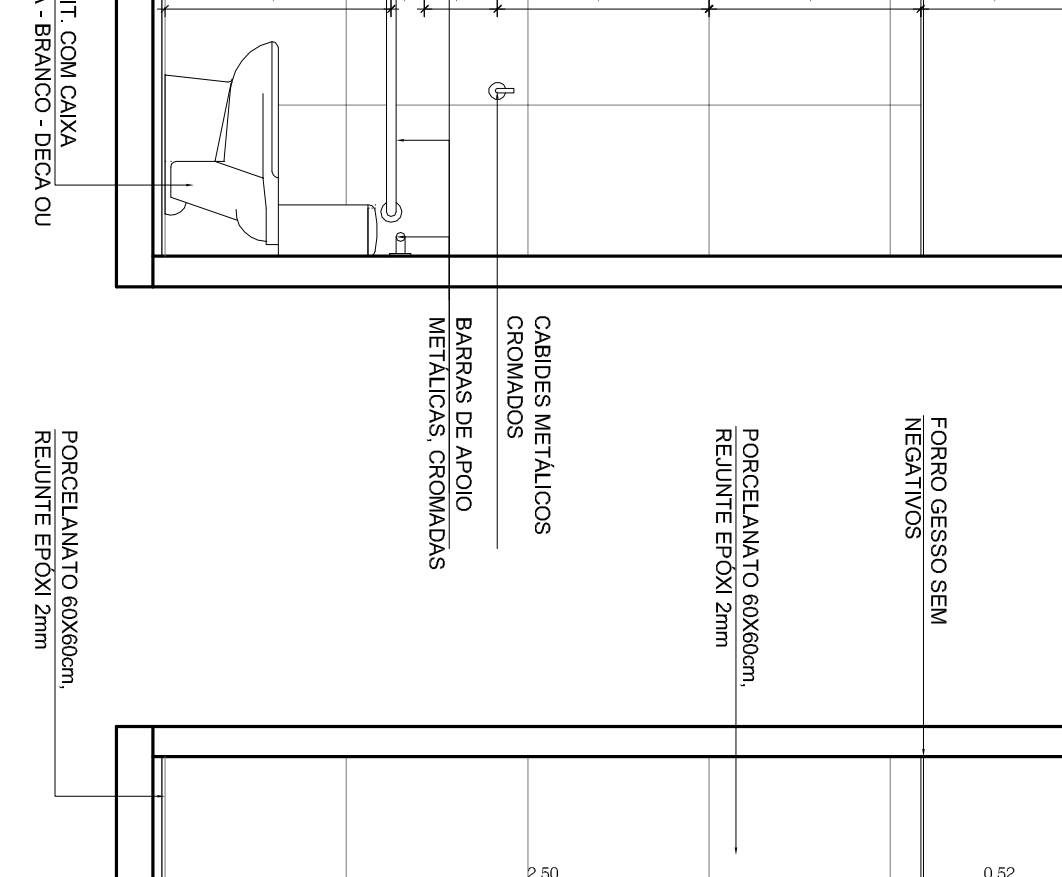 IT. COM CAIXA
A - BRANCO - DECA OU
CABIDES METÁLICOS
CROMADOS
BARRAS DE APOIO
METÁLICAS, CROMADAS
FORRO GESSO SEM
NEGATIVOS
PORCELANATO 60X60cm,
REJUNTE EPÓXI 2mm
PORCELANATO 60X60cm,
REJUNTE EPÓXI 2mm
2.50
0.52